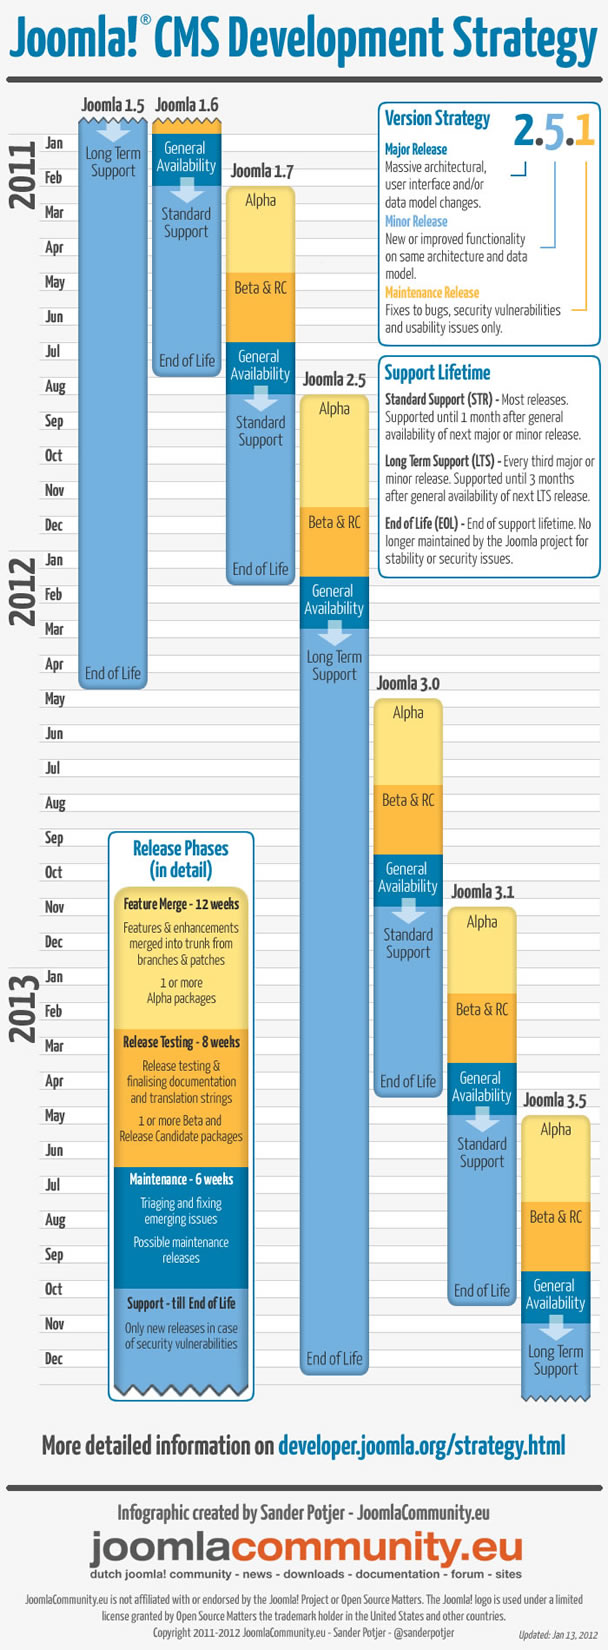 Joomla!® CMS Development Strategy
Joomla 1.5
Joomla 1.6
Joomla 1.7
Joomla 2.5
Joomla 3.0
Joomla 3.1
Joomla 3.5
2011
Jan
Feb
Mar
Apr
May
Jun
Jul
Aug
Sep
Oct
Nov
Dec
2012
Jan
Feb
Mar
Apr
May
Jun
Jul
Aug
Sep
Oct
Nov
Dec
2013
Jan
Feb
Mar
Apr
May
Jun
Jul
Aug
Sep
Oct
Nov
Dec
Long Term
Support
End of Life
General
Availability
Standard
Support
End of Life
Alpha
Beta & RC
General
Availability
Standard
Support
End of Life
Alpha
Beta & RC
General
Availability
Long Term
Support
End of Life
Alpha
Beta & RC
General
Availability
Standard
Support
End of Life
Alpha
Beta & RC
General
Availability
Standard
Support
End of Life
Alpha
Beta & RC
General
Availability
Long Term
Support
Version Strategy
2.5.1
Major Release
Massive architectural,
user interface and/or
data model changes.
Minor Release
New or improved functionality
on same architecture and data
model.
Maintenance Release
Fixes to bugs, security vulnerabilities
and usability issues only.
Support Lifetime
Standard Support (STR) - Most releases.
Supported until 1 month after general
availability of next major or minor release.
Long Term Support (LTS) - Every third major or
minor release. Supported until 3 months
after general availability of next LTS release.
End of Life (EOL) - End of support lifetime. No
longer maintained by the Joomla project for
stability or security issues.
Release Phases
(in detail)
Feature Merge - 12 weeks
Features & enhancements
merged into trunk from
branches & patches
1 or more
Alpha packages
Release Testing - 8 weeks
Release testing &
finalising documentation
and translation strings
1 or more Beta and
Release Candidate packages
Maintenance - 6 weeks
Triaging and fixing
emerging issues
Possible maintenance
releases
Support - till End of Life
Only new releases in case
of security vulnerabilities
More detailed information on developer.joomla.org/strategy.html
Infographic created by Sander Potjer - JoomlaCommunity.eu
joomlacommunity.eu
dutch joomla! community - news - downloads - documentation - forum - sites
JoomlaCommunity.eu is not affiliated with or endorsed by the Joomla! Project or Open Source Matters. The Joomla! logo is used under a limited
license granted by Open Source Matters the trademark holder in the United States and other countries.
Copyright 2011-2012 JoomlaCommunity.eu - Sander Potjer - @sanderpotjer
Updated: Jan 13, 2012